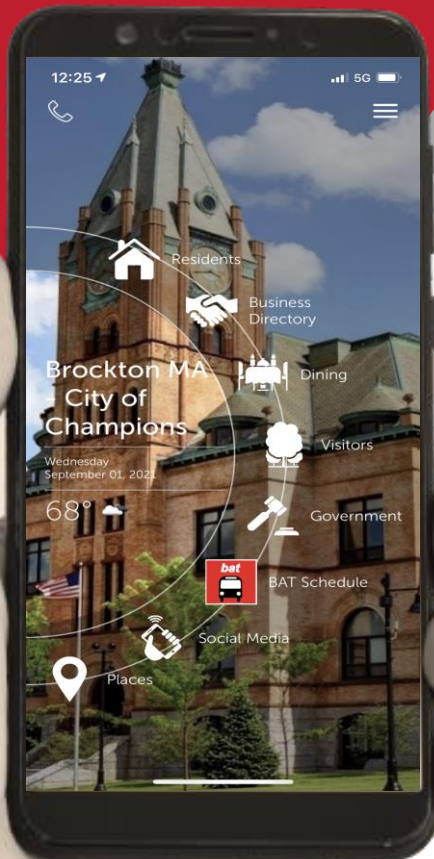 12:25
5G
Residents
Business
Directory
Brockton MA
- City of
Champions
Dining
Wednesday
September 01, 2021
Visitors
68°
Government
bat
BAT Schedule
Social Media
Places